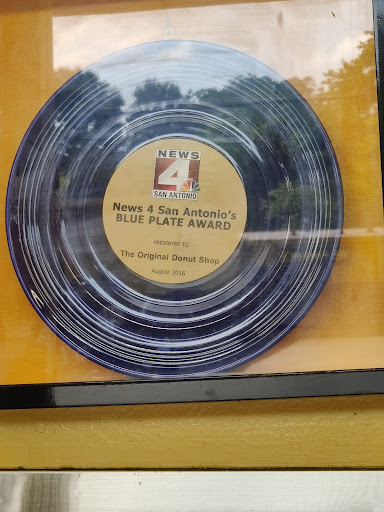 NEWS
4
SAN ANTONIO
News 4 San Antonio's
BLUE PLATE AWARD
PRESENTED TO
The Original Donut Shop
August 2016